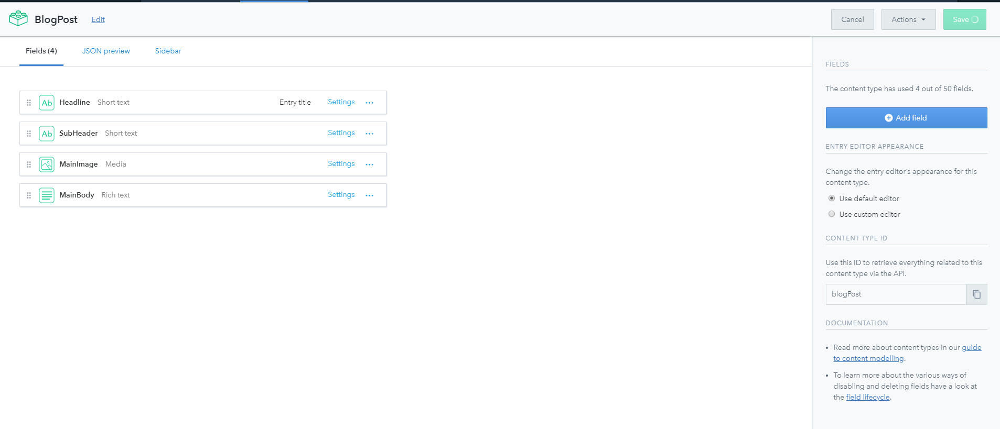 BlogPost Edit Cancel Actions Save
Fields (4) JSON preview Sidebar
Ab Headline Short text Entry title Settings
Ab SubHeader Short text Settings
MainImage Media Settings
MainBody Rich text Settings
FIELDS
The content type has used 4 out of 50 fields.
Add field
ENTRY EDITOR APPEARANCE
Change the entry editor’s appearance for this
content type.
Use default editor
Use custom editor
CONTENT TYPE ID
Use this ID to retrieve everything related to this
content type via the API.
blogPost
DOCUMENTATION
• Read more about content types in our guide
to content modelling.
• To learn more about the various ways of
disabling and deleting fields have a look at
the field lifecycle.